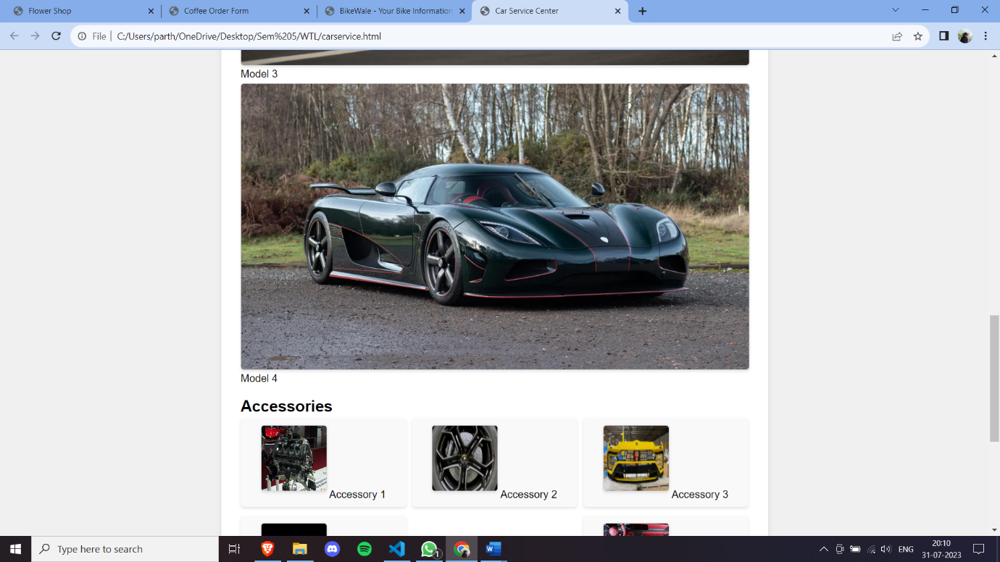 Flower Shop
Coffee Order Form
BikeWale - Your Bike Information
Car Service Center
File
C:/Users/parth/OneDrive/Desktop/Sem%205/WTL/carservice.html
Model 3
Model 4
Accessories
Accessory 1
Accessory 2
Accessory 3
Type here to search
1
ENG
20:10
31-07-2023